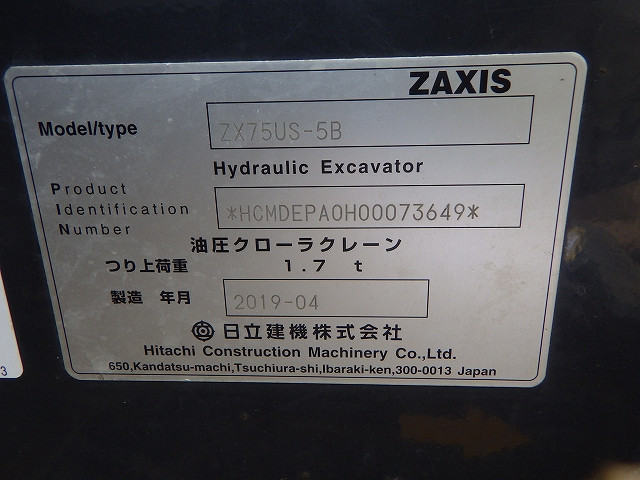 ZAXIS
Model/type ZX75US-5B
Hydraulic Excavator
Product
Identification *HCMDEPA0H00073649*
Number
油圧クローラクレーン
つり上荷重 1.7 t
製造 年月 2019-04
日立建機株式会社
Hitachi Construction Machinery Co.,Ltd.
650,Kandatsu-machi,Tsuchiura-shi,Ibaraki-ken,300-0013 Japan
3